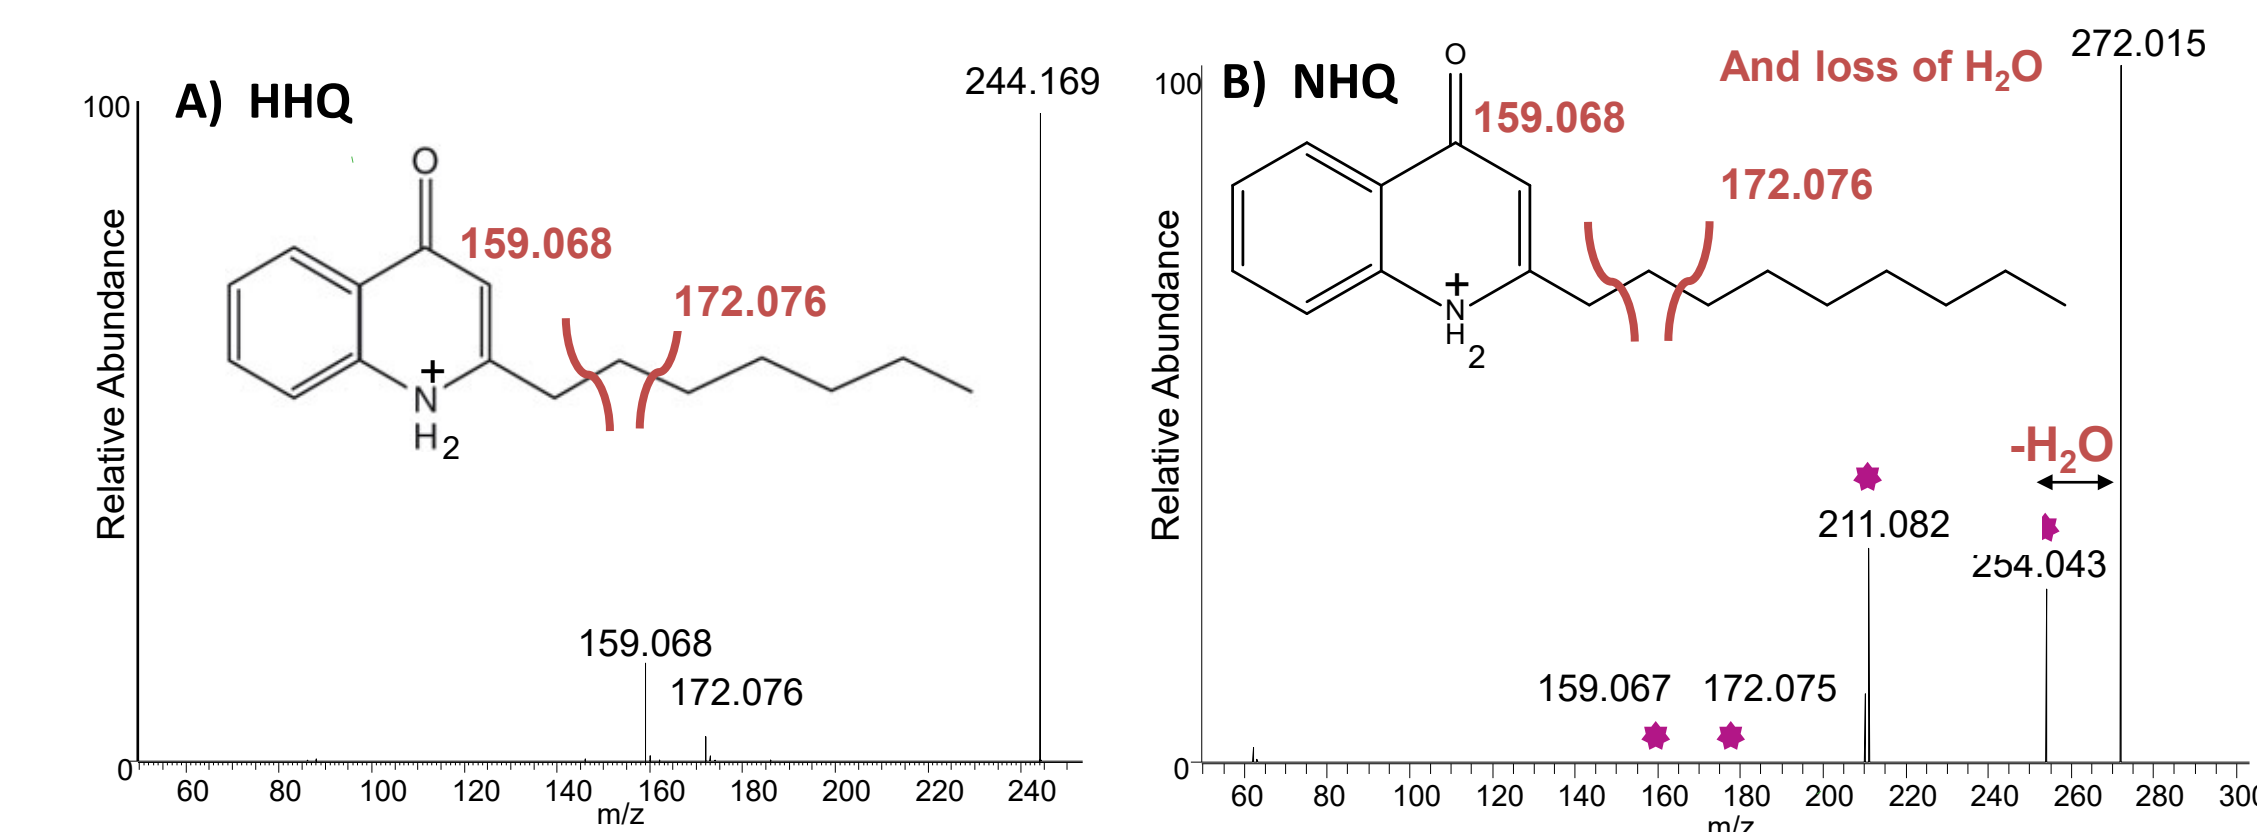 A) HHQ
244.169
100
O
159.068
172.076
+
N
H2
Relative Abundance
159.068
172.076
0
60 80 100 120 140 160 180 200 220 240
m/z
B) NHQ
And loss of H2O
272.015
100
O
159.068
172.076
+
N
H
2
Relative Abundance
-H2O
211.082
254.043
159.067 172.075
0
60 80 100 120 140 160 180 200 220 240 260 280 300
m/z